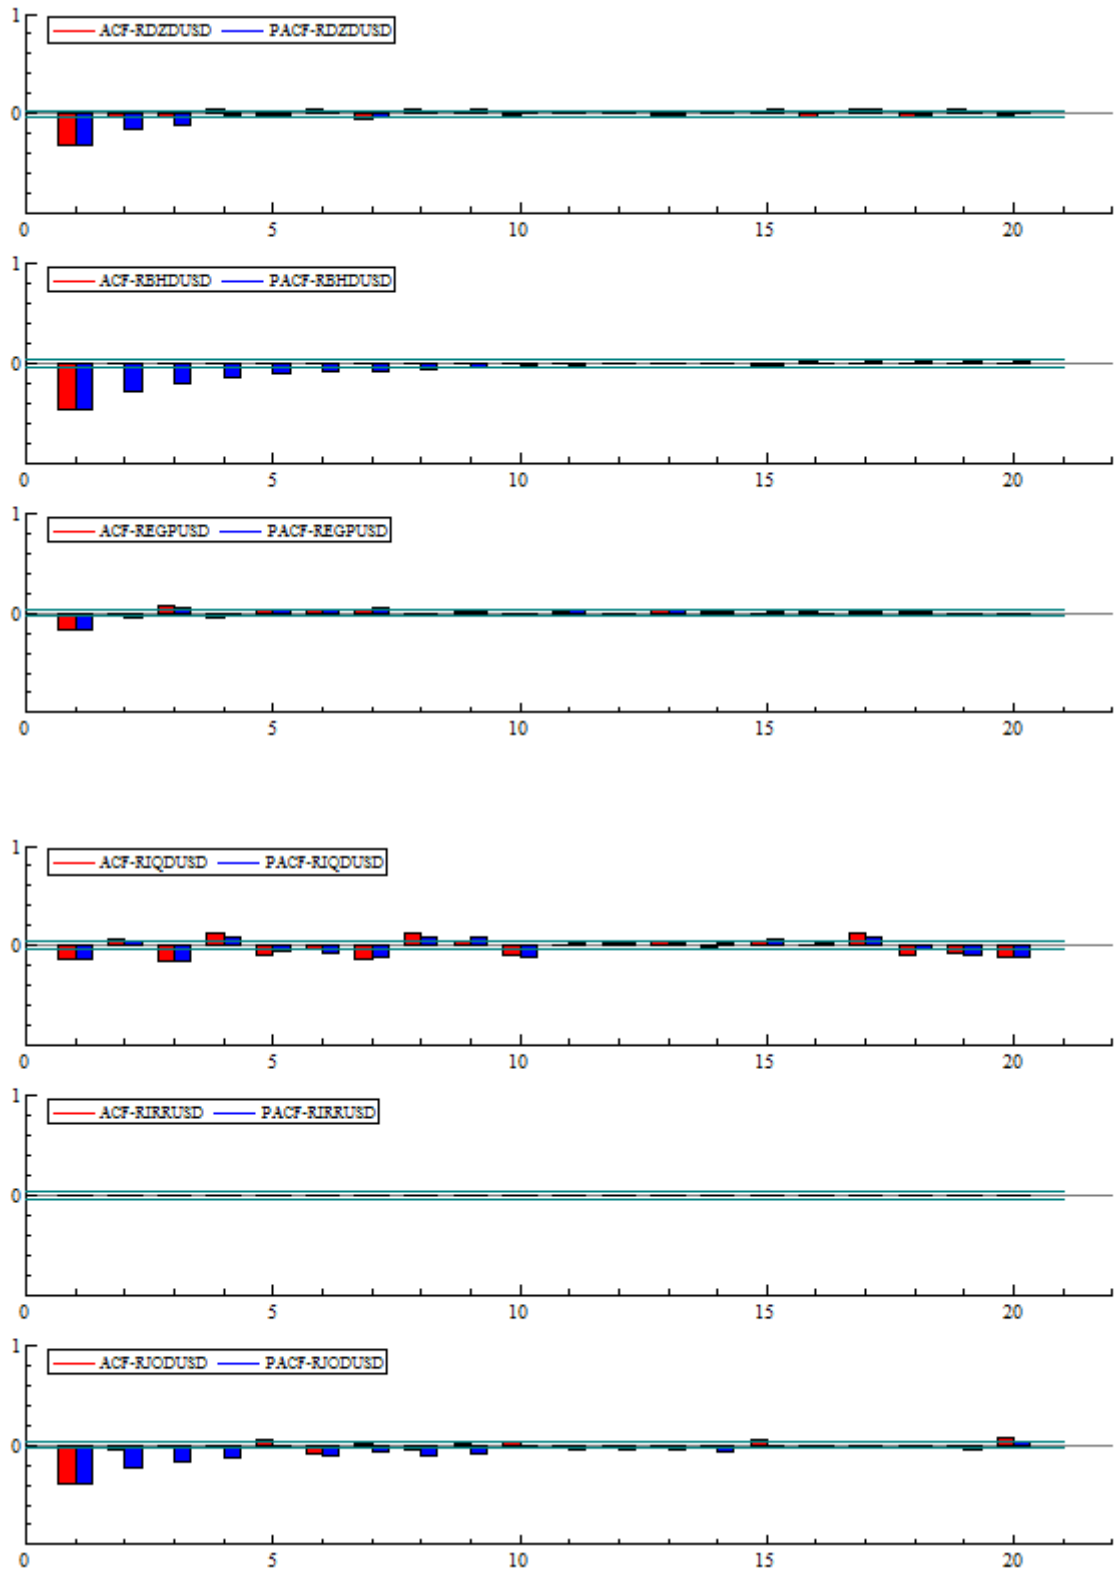 1
ACF-RDZDUSD PACF-RDZDUSD
0
0 5 10 15 20
1
ACF-RBHDUSD PACF-RBHDUSD
0
0 5 10 15 20
1
ACF-REGPUSD PACF-REGPUSD
0
0 5 10 15 20
1
ACF-RIQDUSD PACF-RIQDUSD
0
0 5 10 15 20
1
ACF-RIRRUSD PACF-RIRRUSD
0
0 5 10 15 20
1
ACF-RJODUSD PACF-RJODUSD
0
0 5 10 15 20